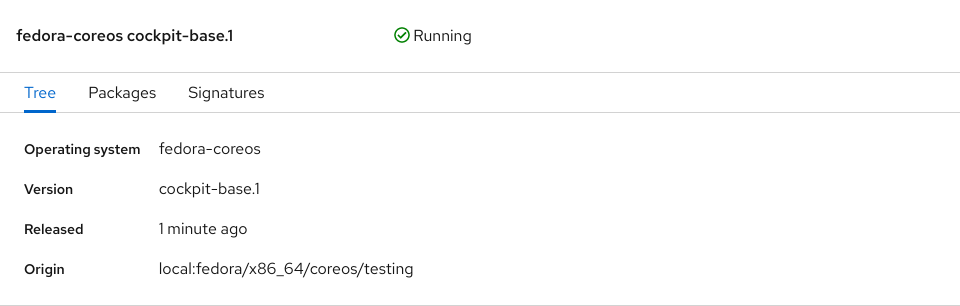 fedora-coreos cockpit-base.1 Running
Tree Packages Signatures
Operating system fedora-coreos
Version cockpit-base.1
Released 1 minute ago
Origin local:fedora/x86_64/coreos/testing